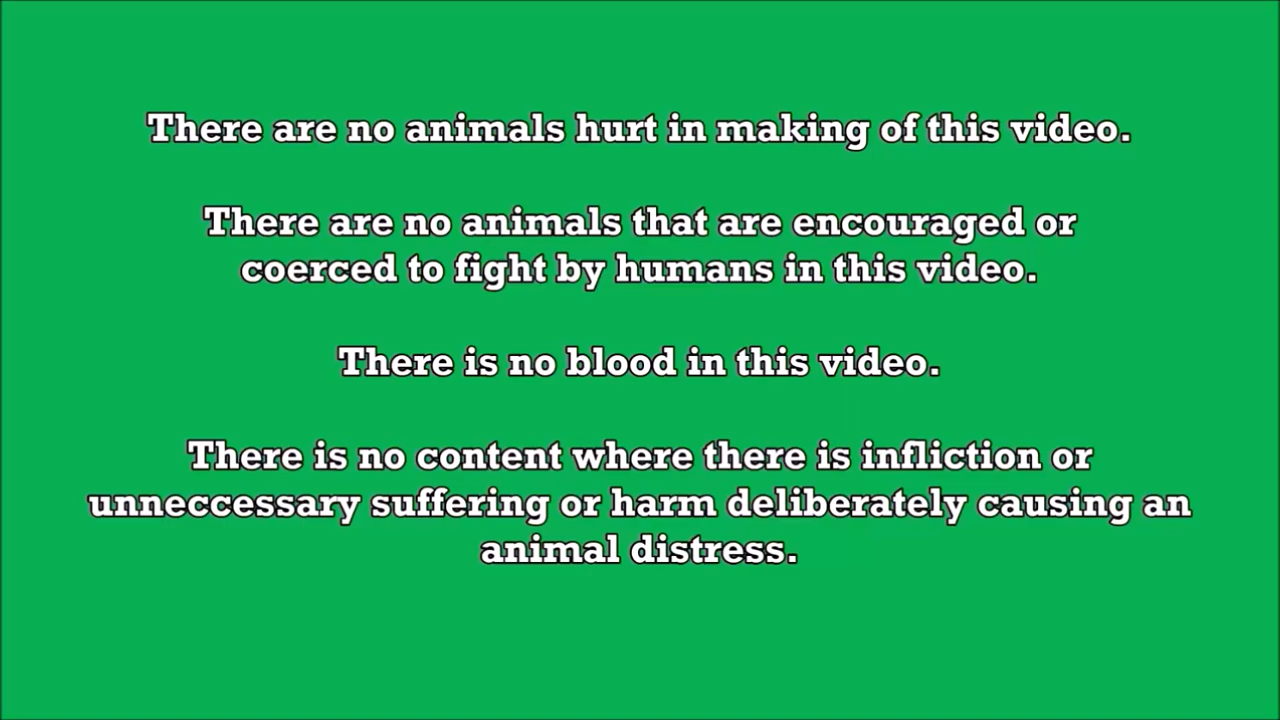 There are no animals hurt in making of this video.
There are no animals that are encouraged or
coerced to fight by humans in this video.
There is no blood in this video.
There is no content where there is infliction or
unneccessary suffering or harm deliberately causing an
animal distress.